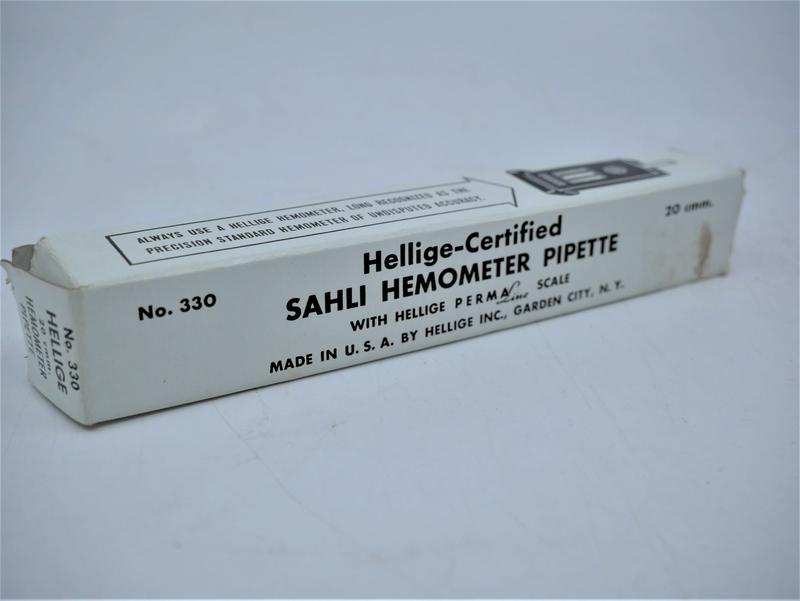 ALWAYS USE A HELLIGE HEMOMETER, LONG RECOGNIZED AS THE
PRECISION STANDARD HEMOMETER OF UNDISPUTED ACCURACY.
No. 330
Hellige-Certified
20 cmm.
SAHLI HEMOMETER PIPETTE
WITH HELLIGE PERMALine SCALE
MADE IN U. S. A. BY HELLIGE INC., GARDEN CITY, N. Y.
No. 330
HELLIGE
20 cmm.
HEMOMETER
PIPETTE